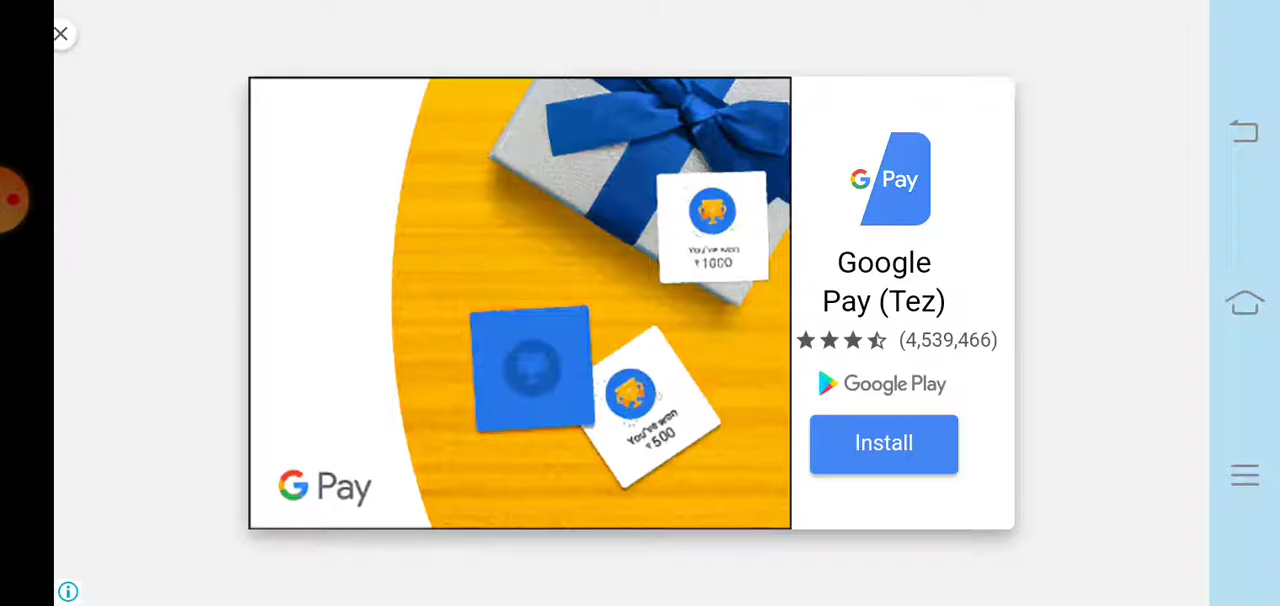 You've won
₹1000
You've won
₹500
G Pay
G Pay
Google
Pay (Tez)
(4,539,466)
Google Play
Install